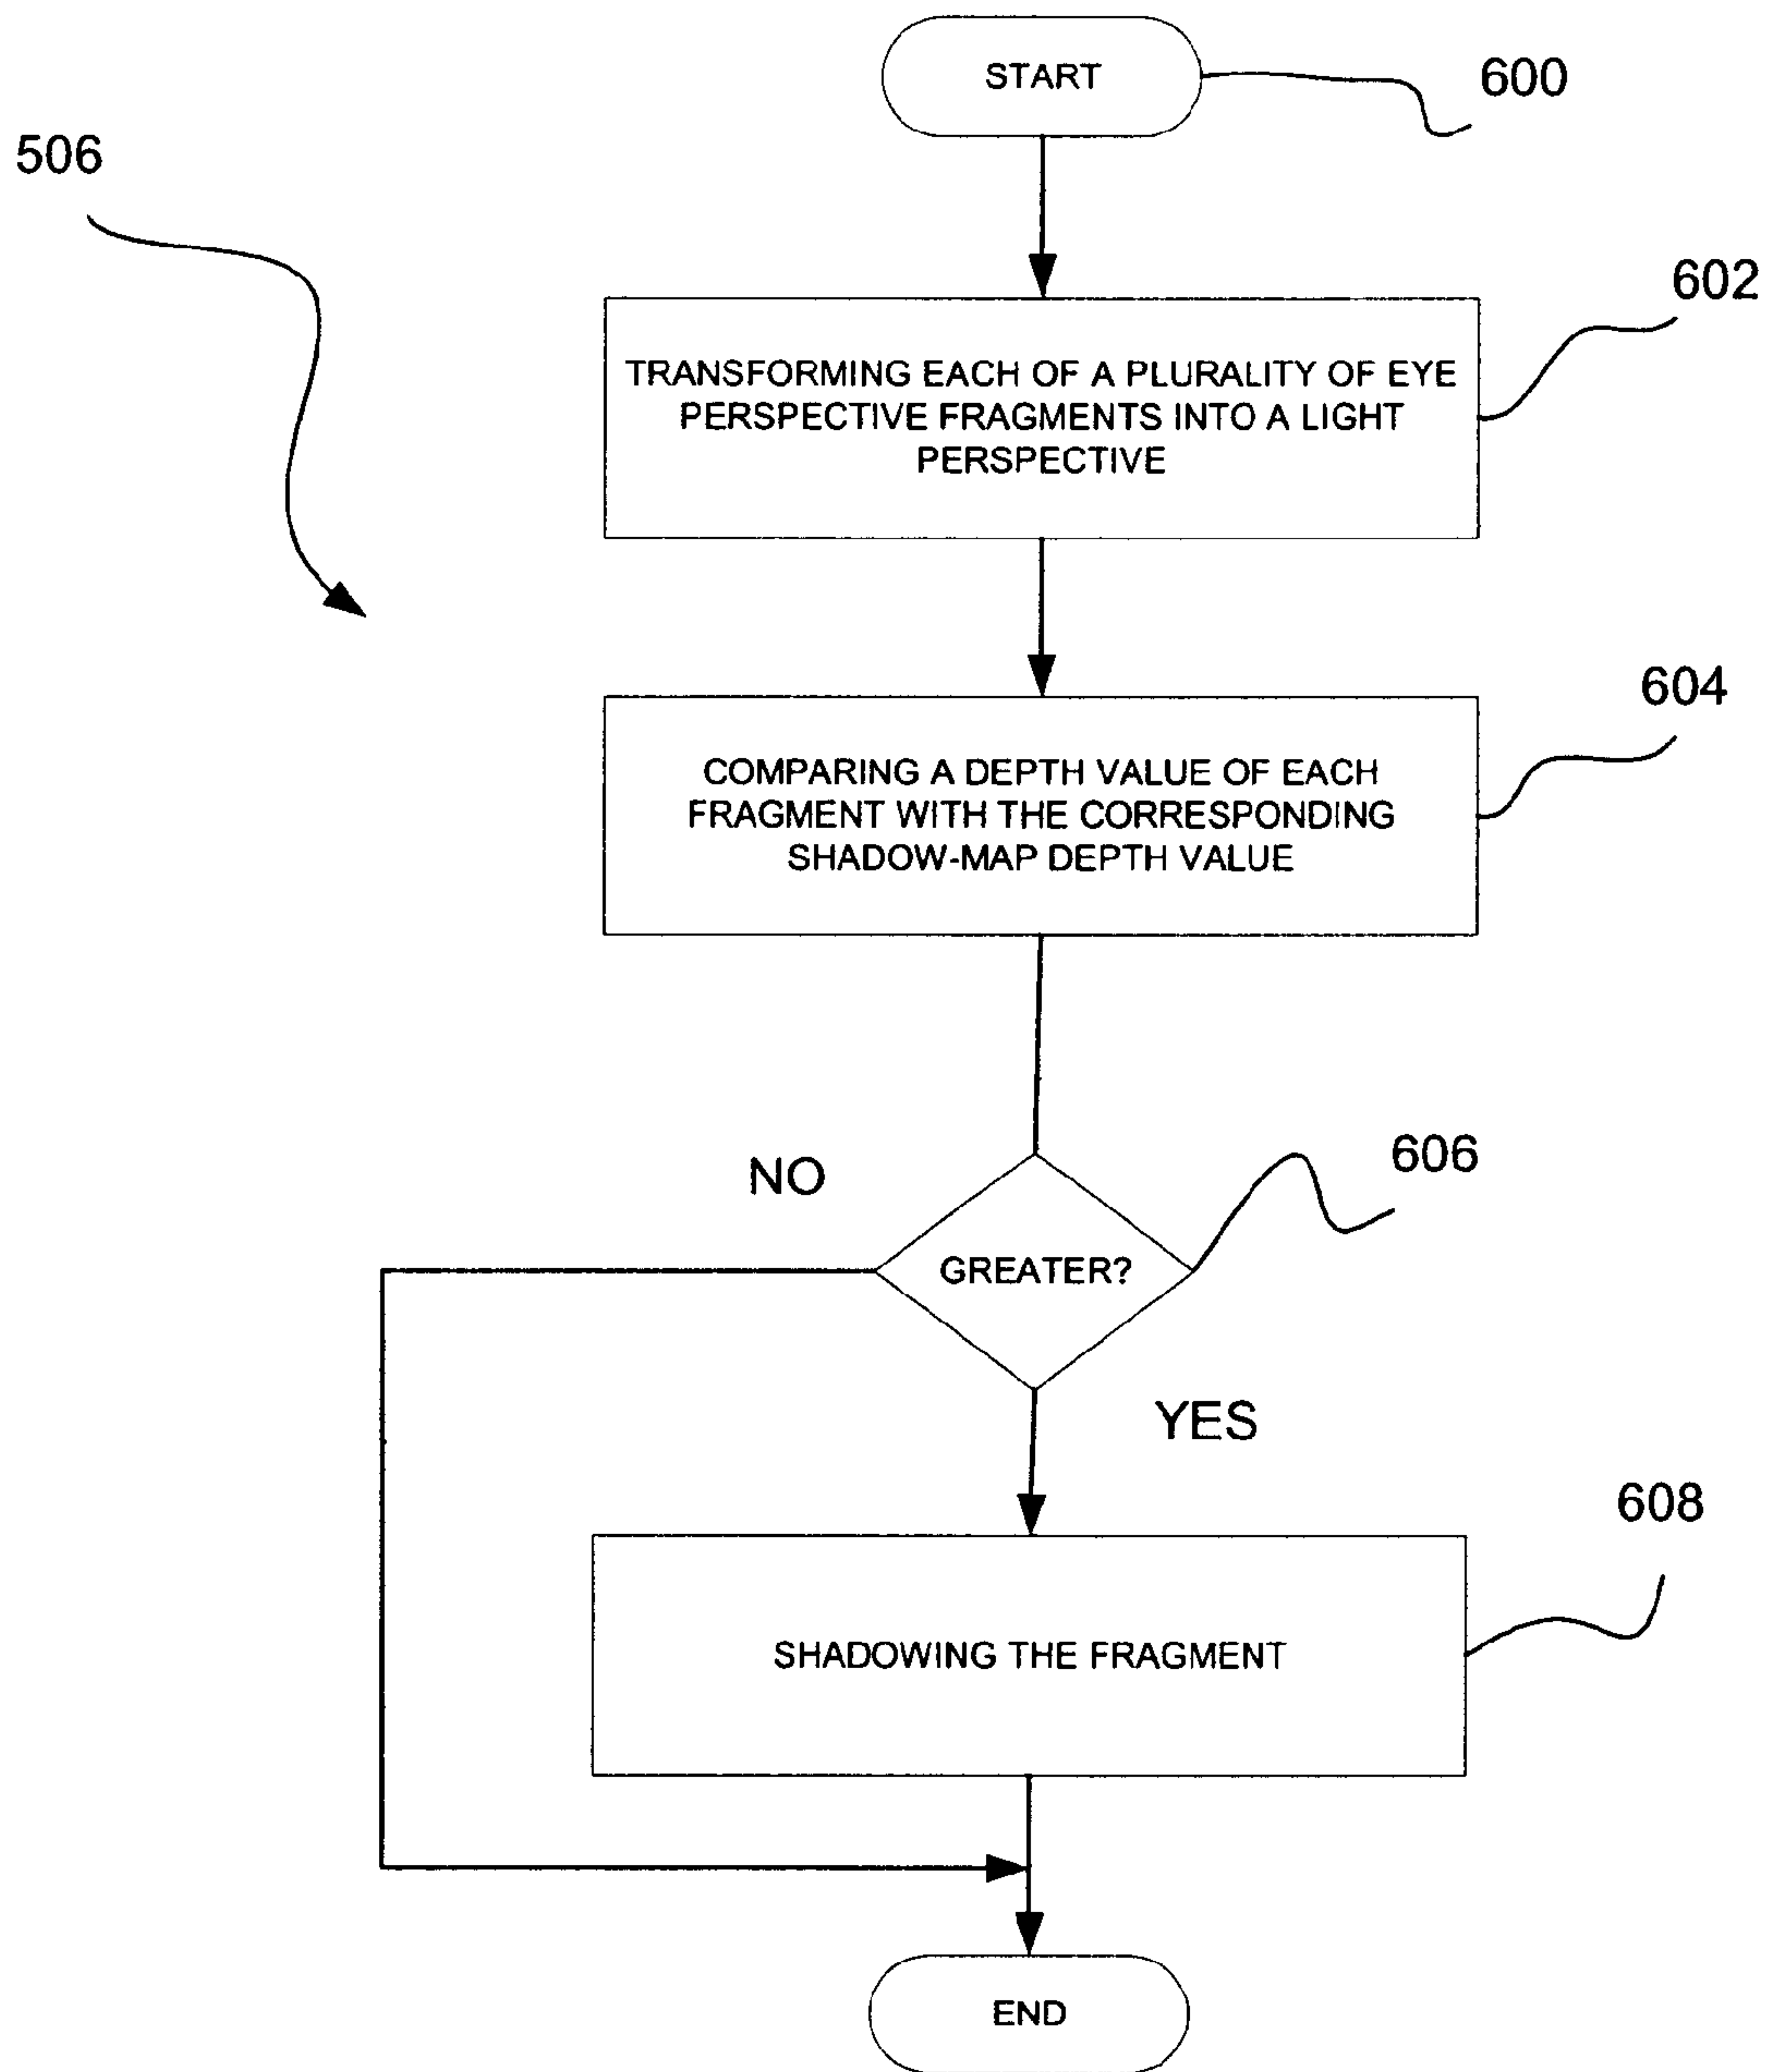 START
600
506
602
TRANSFORMING EACH OF A PLURALITY OF EYE
PERSPECTIVE FRAGMENTS INTO A LIGHT
PERSPECTIVE
604
COMPARING A DEPTH VALUE OF EACH
FRAGMENT WITH THE CORRESPONDING
SHADOW-MAP DEPTH VALUE
606
NO
GREATER?
YES
608
SHADOWING THE FRAGMENT
END